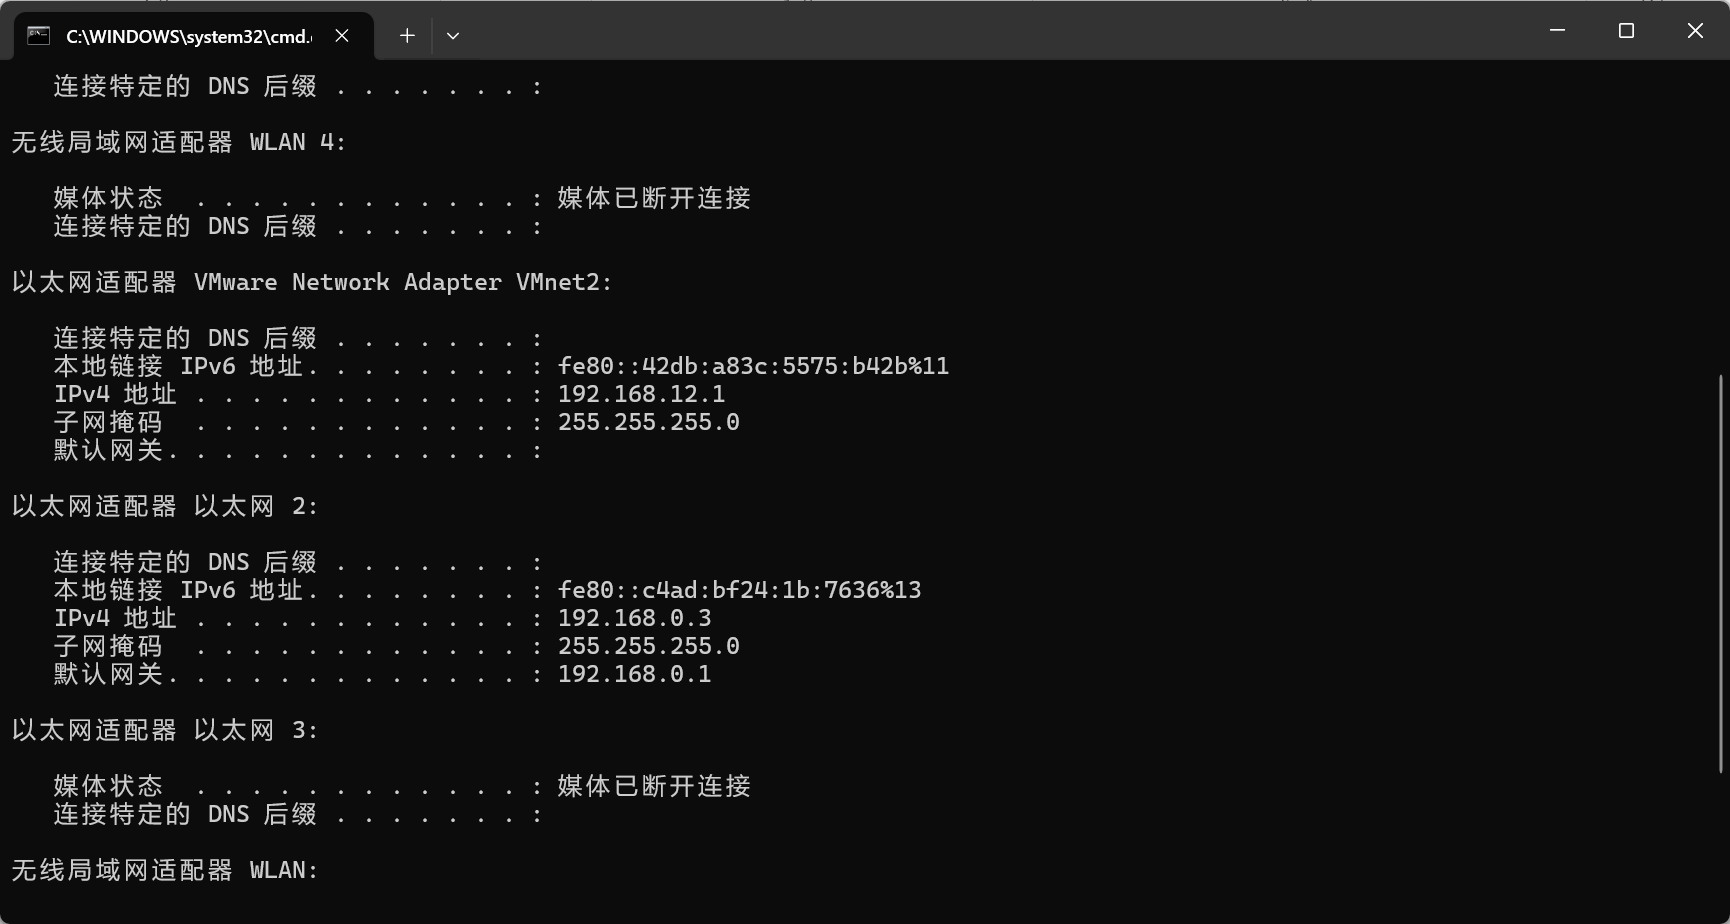 C:\WINDOWS\system32\cmd.
连接特定的 DNS 后缀 . . . . . . . :
无线局域网适配器 WLAN 4:
媒体状态  . . . . . . . . . . . . : 媒体已断开连接
连接特定的 DNS 后缀 . . . . . . . :
以太网适配器 VMware Network Adapter VMnet2:
连接特定的 DNS 后缀 . . . . . . . :
本地链接 IPv6 地址. . . . . . . . : fe80::42db:a83c:5575:b42b%11
IPv4 地址 . . . . . . . . . . . . : 192.168.12.1
子网掩码  . . . . . . . . . . . . : 255.255.255.0
默认网关. . . . . . . . . . . . . :
以太网适配器 以太网 2:
连接特定的 DNS 后缀 . . . . . . . :
本地链接 IPv6 地址. . . . . . . . : fe80::c4ad:bf24:1b:7636%13
IPv4 地址 . . . . . . . . . . . . : 192.168.0.3
子网掩码  . . . . . . . . . . . . : 255.255.255.0
默认网关. . . . . . . . . . . . . : 192.168.0.1
以太网适配器 以太网 3:
媒体状态  . . . . . . . . . . . . : 媒体已断开连接
连接特定的 DNS 后缀 . . . . . . . :
无线局域网适配器 WLAN: